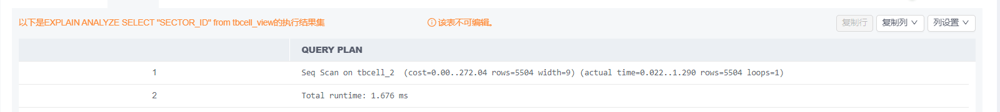 以下是EXPLAIN ANALYZE SELECT "SECTOR_ID" from tbcell_view的执行结果集 该表不可编辑。 复制行 复制列 列设置
QUERY PLAN
1 Seq Scan on tbcell_2 (cost=0.00..272.04 rows=5504 width=9) (actual time=0.022..1.290 rows=5504 loops=1)
2 Total runtime: 1.676 ms